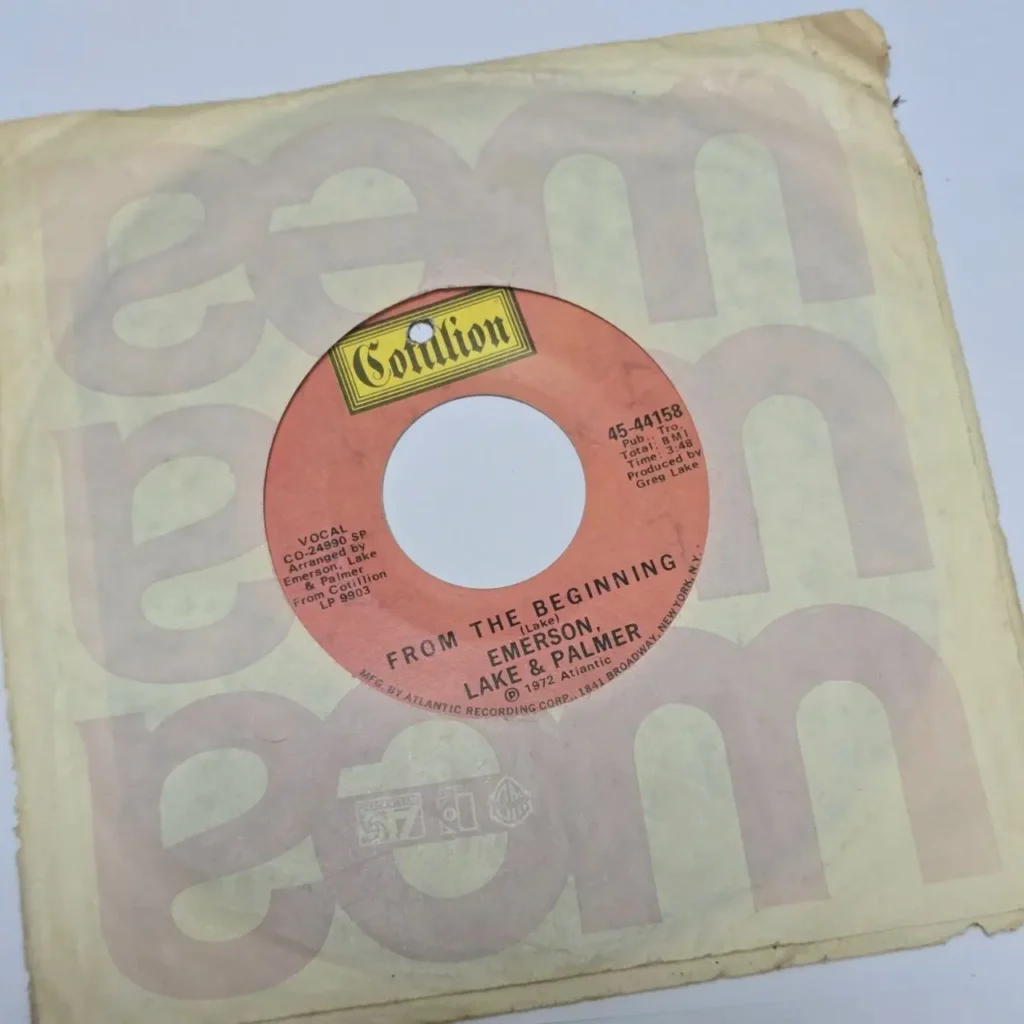 Cotillion
45-44158
Pub., Tro,
Total: BMI
Time: 3:48
Produced by
Greg Lake
VOCAL
CO-24990 SP
Arranged by
Emerson, Lake
& Palmer
From Cotillion
LP 9903
FROM THE BEGINNING
(Lake)
EMERSON,
LAKE & PALMER
℗ 1972 Atlantic
MFG. BY ATLANTIC RECORDING CORP., 1841 BROADWAY, NEW YORK, N.Y.